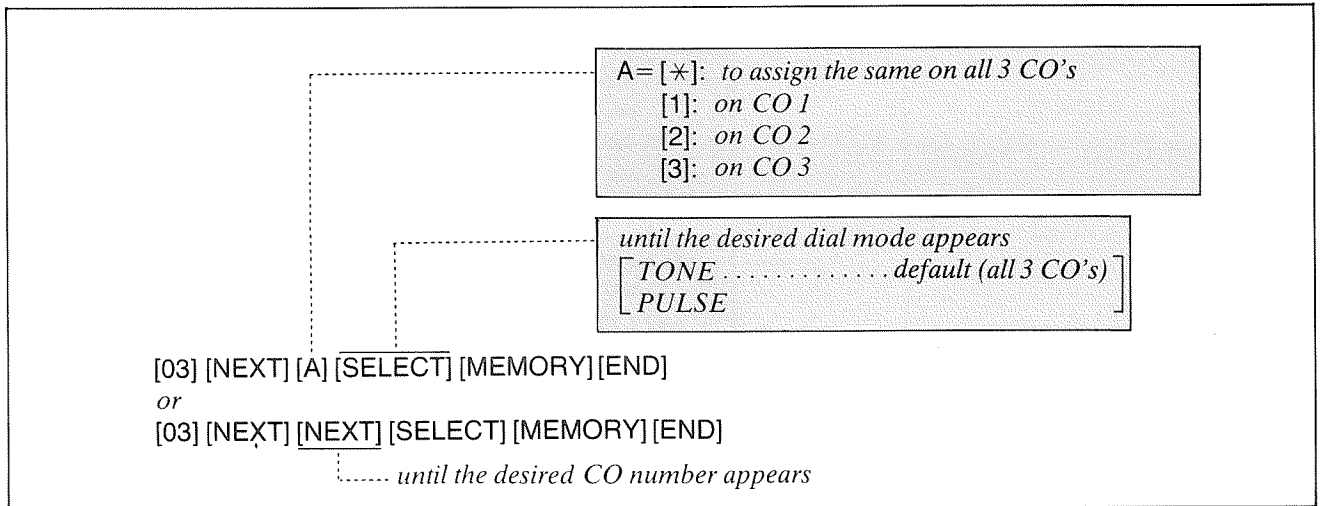 A=[✳]: to assign the same on all 3 CO's
[1]: on CO 1
[2]: on CO 2
[3]: on CO 3
until the desired dial mode appears
TONE ............. default (all 3 CO's)
PULSE
[03] [NEXT] [A] [SELECT] [MEMORY] [END]
or
[03] [NEXT] [NEXT] [SELECT] [MEMORY] [END]
until the desired CO number appears